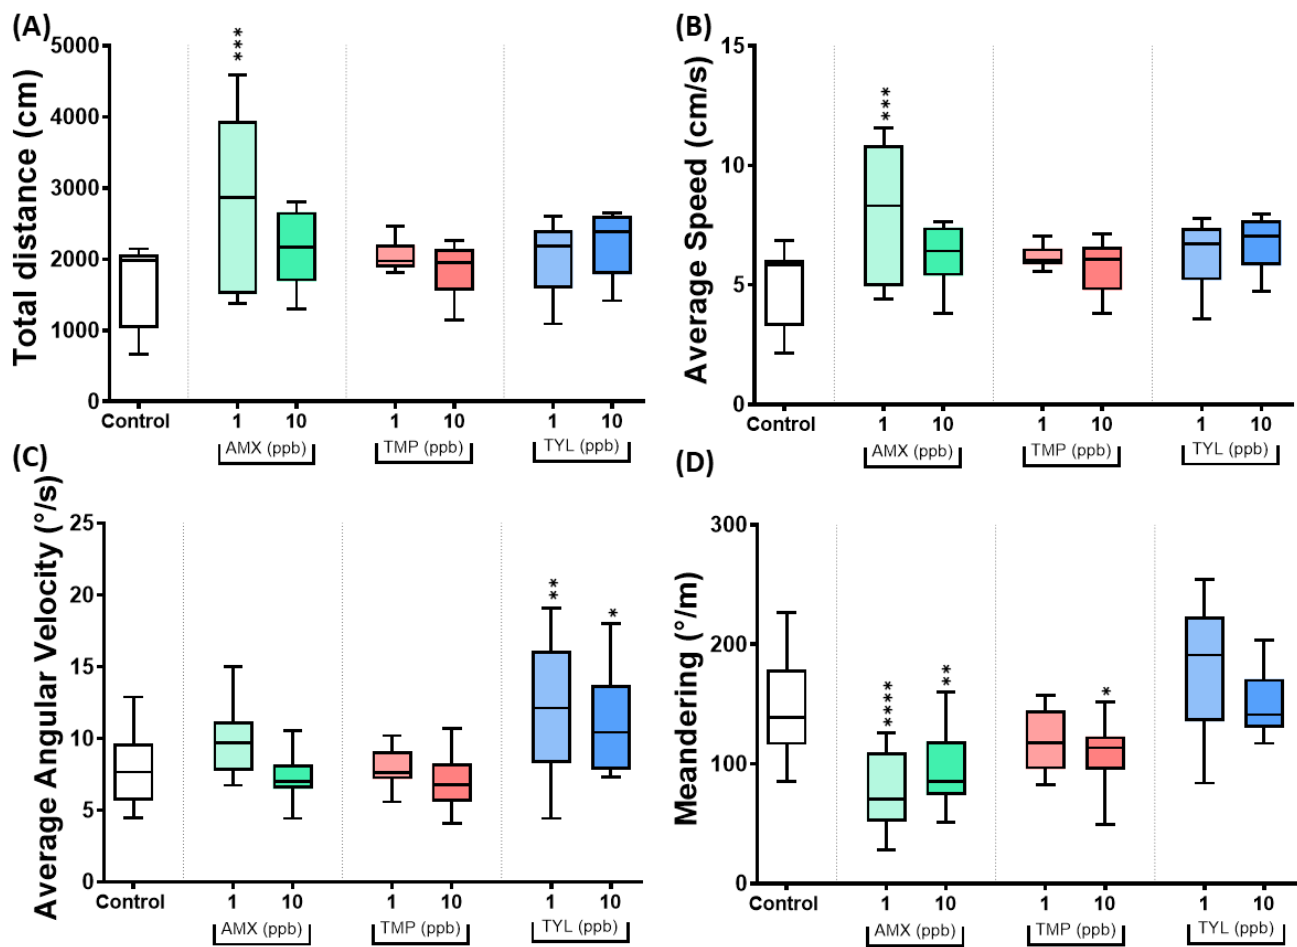 (A)
Total distance (cm)
5000
4000
3000
2000
1000
0
***
Control
1
10
1
10
1
10
AMX (ppb)
TMP (ppb)
TYL (ppb)
(B)
Average Speed (cm/s)
15
10
5
0
***
Control
1
10
1
10
1
10
AMX (ppb)
TMP (ppb)
TYL (ppb)
(C)
Average Angular Velocity (°/s)
25
20
15
10
5
0
**
*
Control
1
10
1
10
1
10
AMX (ppb)
TMP (ppb)
TYL (ppb)
(D)
Meandering (°/m)
300
200
100
0
****
**
*
Control
1
10
1
10
1
10
AMX (ppb)
TMP (ppb)
TYL (ppb)